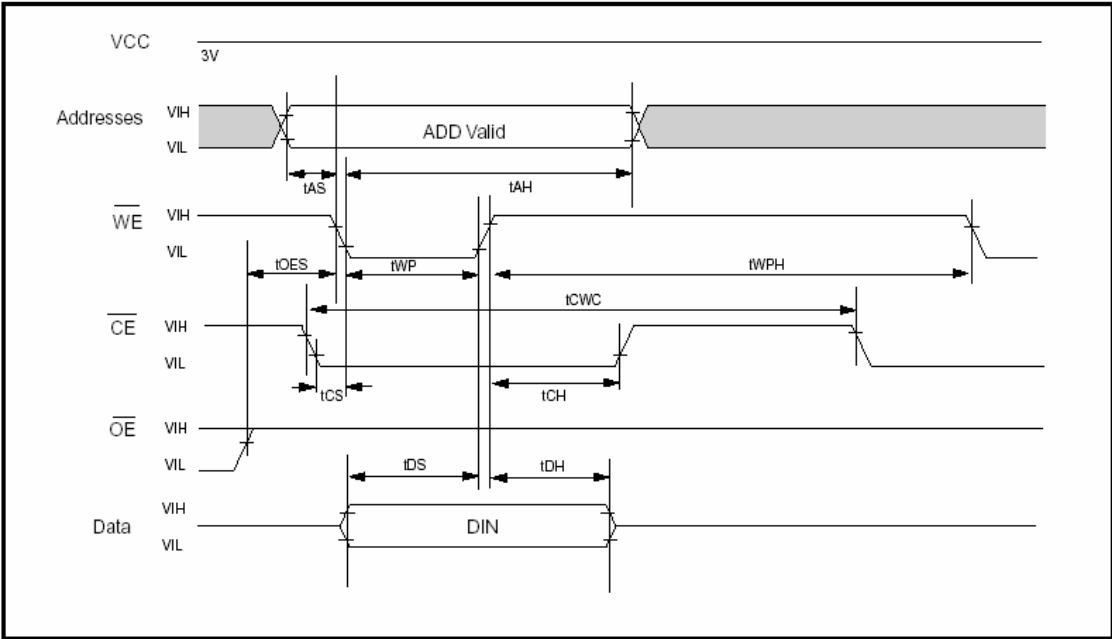 VCC
3V
Addresses
VIH
ADD Valid
VIL
tAS
tAH
WE
VIH
VIL
tOES
tWP
tWPH
tCWC
CE
VIH
VIL
tCS
tCH
OE
VIH
VIL
tDS
tDH
VIH
Data
DIN
VIL